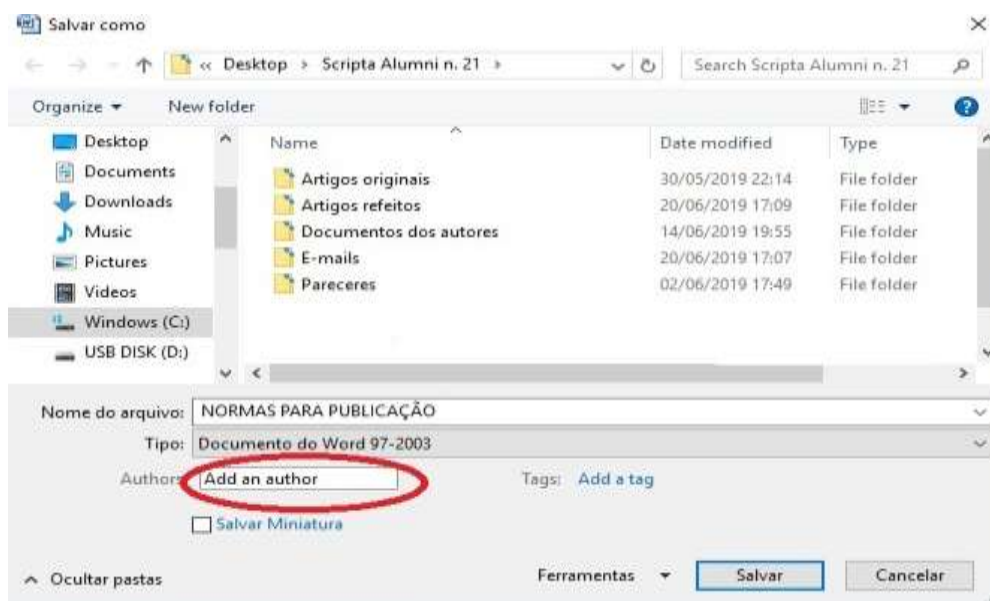 Salvar como
« Desktop › Scripta Alumni n. 21 › Search Scripta Alumni n. 21
Organize New folder
Name Date modified Type
Desktop
Documents
Downloads
Music
Pictures
Videos
Windows (C:)
USB DISK (D:)
Artigos originais 30/05/2019 22:14 File folder
Artigos refeitos 20/06/2019 17:09 File folder
Documentos dos autores 14/06/2019 19:55 File folder
E-mails 20/06/2019 17:07 File folder
Pareceres 02/06/2019 17:49 File folder
Nome do arquivo: NORMAS PARA PUBLICAÇÃO
Tipo: Documento do Word 97-2003
Authors Add an author Tags: Add a tag
Salvar Miniatura
Ocultar pastas Ferramentas Salvar Cancelar